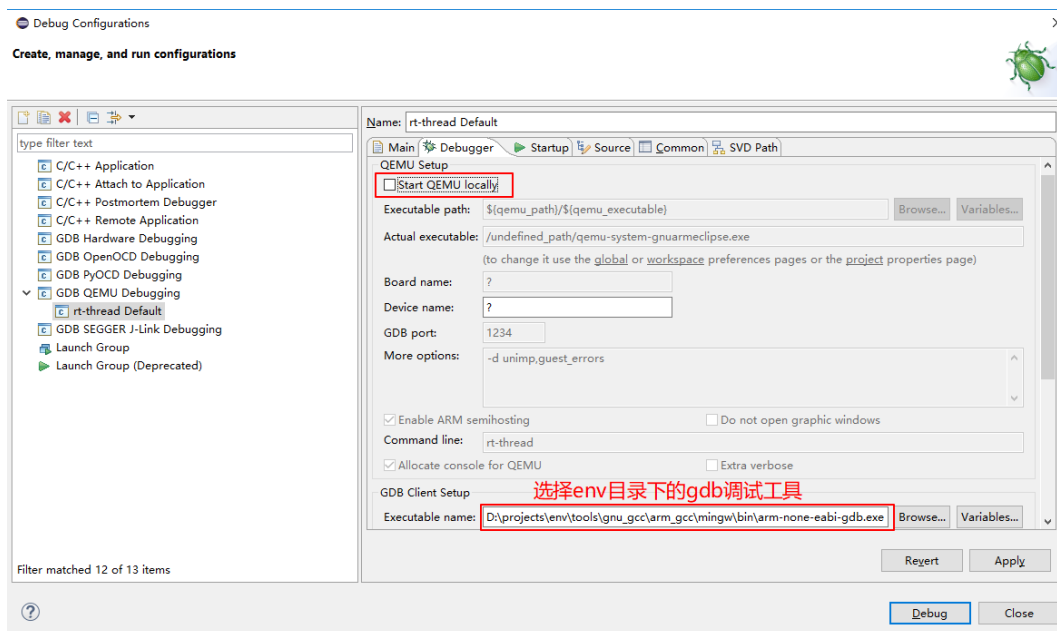 Debug Configurations
Create, manage, and run configurations
type filter text
C/C++ Application
C/C++ Attach to Application
C/C++ Postmortem Debugger
C/C++ Remote Application
GDB Hardware Debugging
GDB OpenOCD Debugging
GDB PyOCD Debugging
GDB QEMU Debugging
rt-thread Default
GDB SEGGER J-Link Debugging
Launch Group
Launch Group (Deprecated)
Filter matched 12 of 13 items
Name: rt-thread Default
Main Debugger Startup Source Common SVD Path
QEMU Setup
Start QEMU locally
Executable path: ${qemu_path}/${qemu_executable} Browse... Variables...
Actual executable: /undefined_path/qemu-system-gnuarmeclipse.exe
(to change it use the global or workspace preferences pages or the project properties page)
Board name: ?
Device name: ?
GDB port: 1234
More options: -d unimp,guest_errors
Enable ARM semihosting Do not open graphic windows
Command line: rt-thread
Allocate console for QEMU Extra verbose
选择env目录下的gdb调试工具
GDB Client Setup
Executable name: D:\projects\env\tools\gnu_gcc\arm_gcc\mingw\bin\arm-none-eabi-gdb.exe Browse... Variables...
Revert Apply
Debug Close